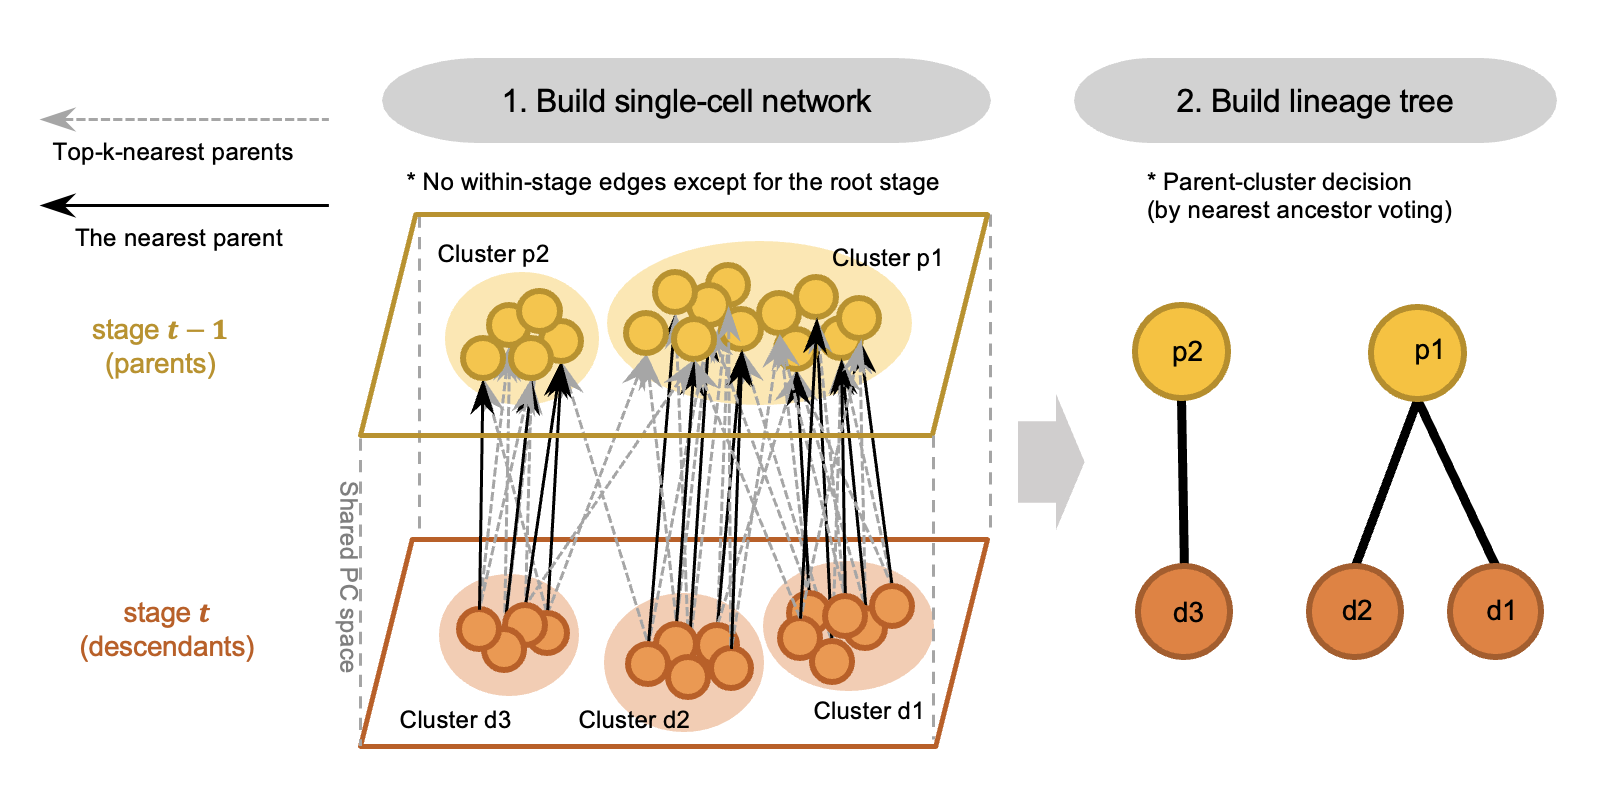 1. Build single-cell network
2. Build lineage tree
Top-k-nearest parents
The nearest parent
* No within-stage edges except for the root stage
* Parent-cluster decision
(by nearest ancestor voting)
Cluster p2
Cluster p1
stage t − 1
(parents)
p2
p1
Shared PC space
stage t
(descendants)
d3
d2
d1
Cluster d3
Cluster d2
Cluster d1